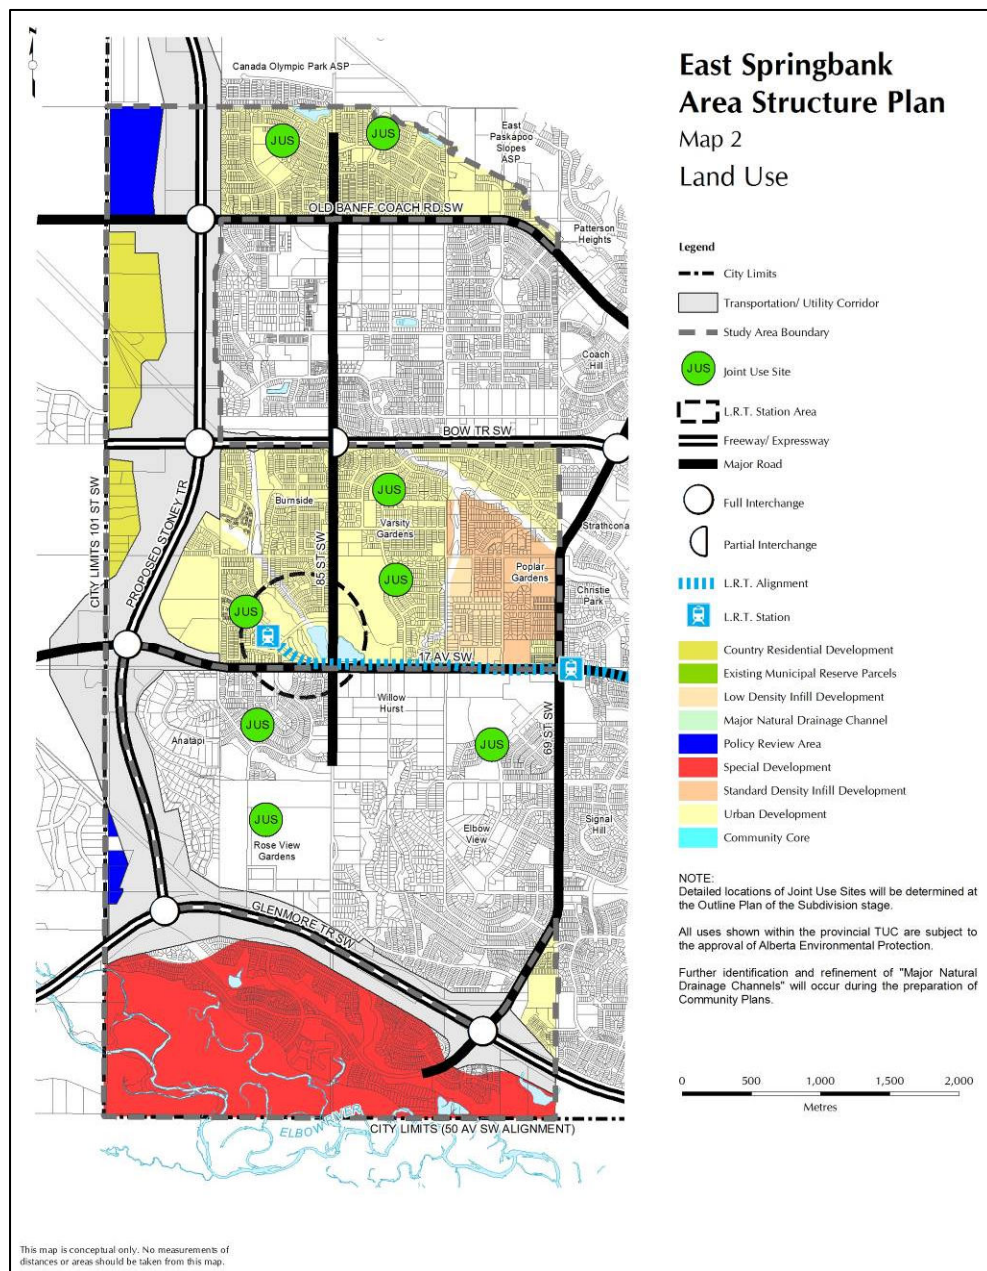 East Springbank
Area Structure Plan
Map 2
Land Use
Legend
City Limits
Transportation/ Utility Corridor
Study Area Boundary
JUS
Joint Use Site
L.R.T. Station Area
Freeway/ Expressway
Major Road
Full Interchange
Partial Interchange
L.R.T. Alignment
L.R.T. Station
Country Residential Development
Existing Municipal Reserve Parcels
Low Density Infill Development
Major Natural Drainage Channel
Policy Review Area
Special Development
Standard Density Infill Development
Urban Development
Community Core
NOTE:
Detailed locations of Joint Use Sites will be determined at
the Outline Plan of the Subdivision stage.
All uses shown within the provincial TUC are subject to
the approval of Alberta Environmental Protection.
Further identification and refinement of "Major Natural
Drainage Channels" will occur during the preparation of
Community Plans.
0 500 1,000 1,500 2,000
Metres
Canada Olympic Park ASP
JUS
JUS
East
Paskapoo
Slopes
ASP
OLD BANFF COACH RD SW
Patterson
Heights
Coach
Hill
BOW TR SW
CITY LIMITS 101 ST SW
PROPOSED STONEY TR
Burnside
85 ST SW
JUS
Varsity
Gardens
Strathcona
JUS
Poplar
Gardens
Christie
Park
JUS
17 AV SW
Willow
Hurst
69 ST SW
JUS
Anatapi
JUS
JUS
Rose View
Gardens
Elbow
View
Signal
Hill
GLENMORE TR SW
ELBOW RIVER
CITY LIMITS (50 AV SW ALIGNMENT)
This map is conceptual only. No measurements of
distances or areas should be taken from this map.